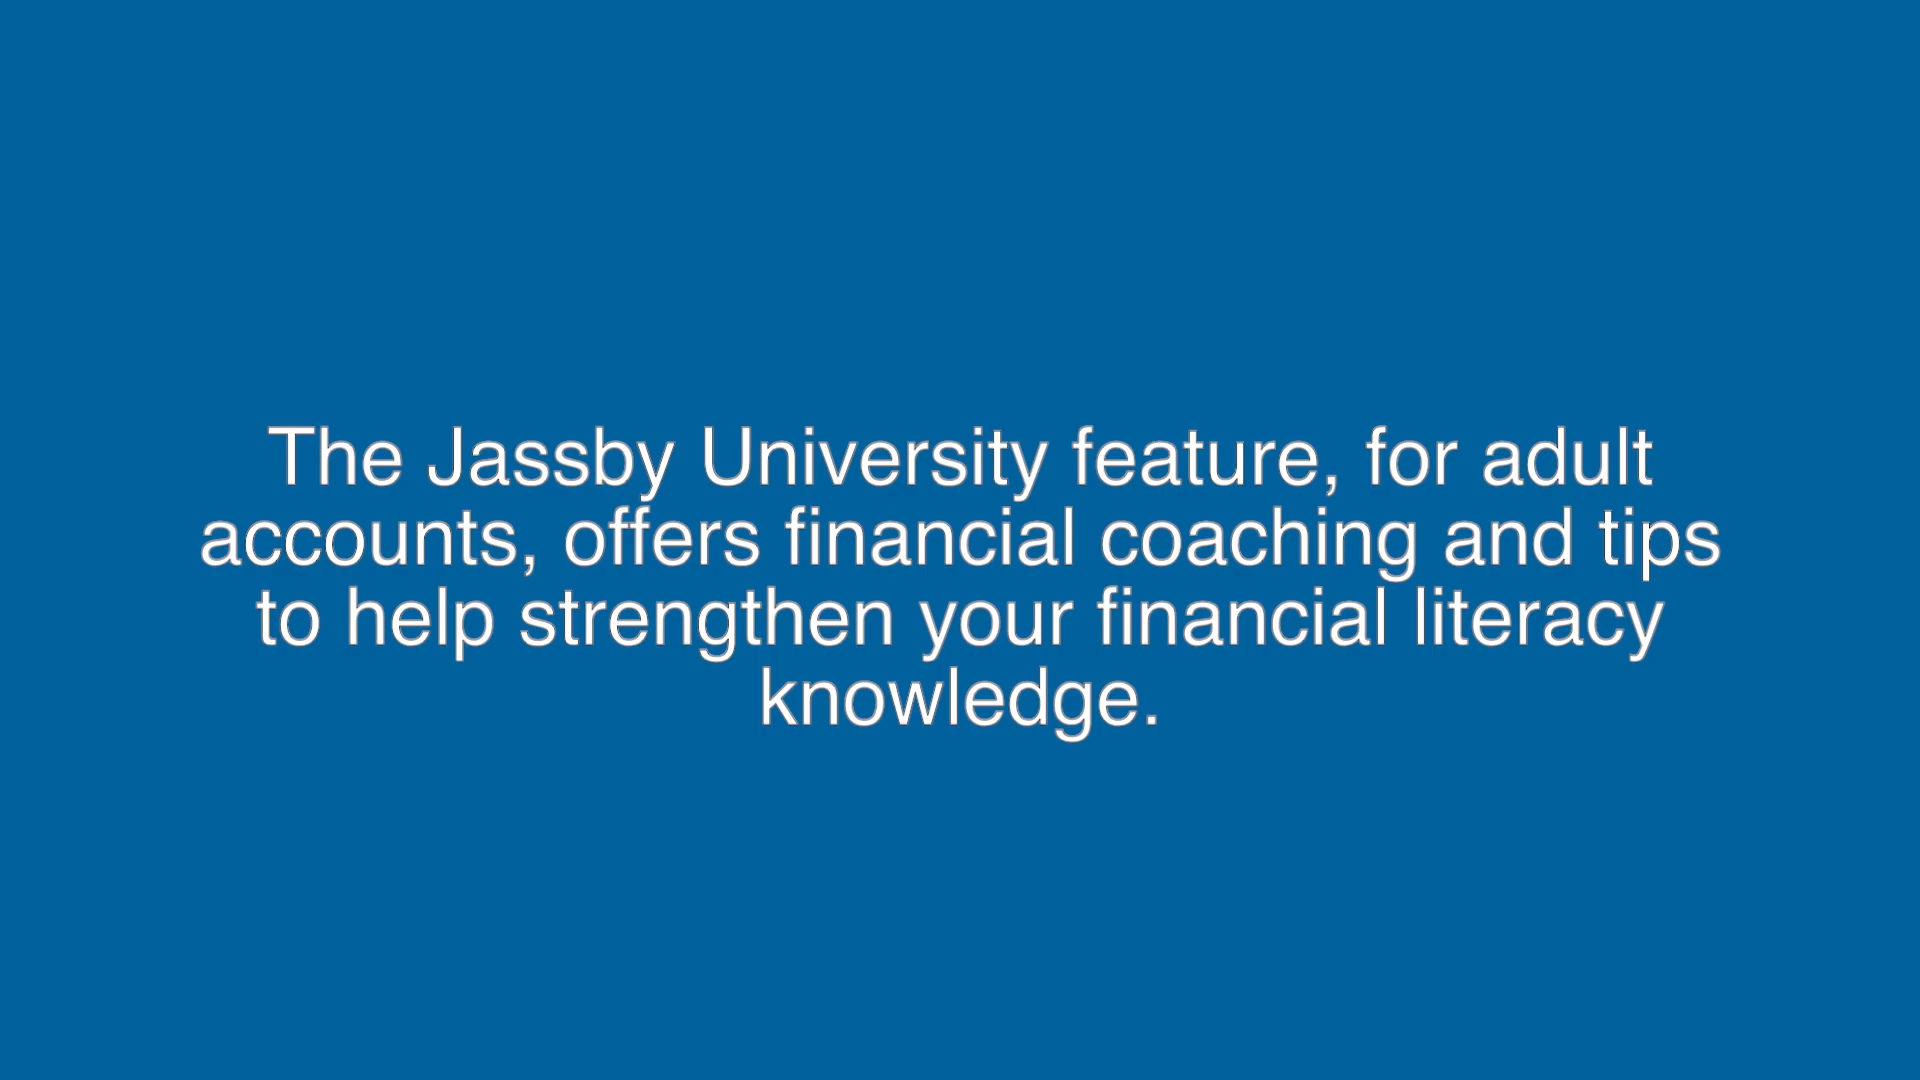 The Jassby University feature, for adult
accounts, offers financial coaching and tips
to help strengthen your financial literacy
knowledge.